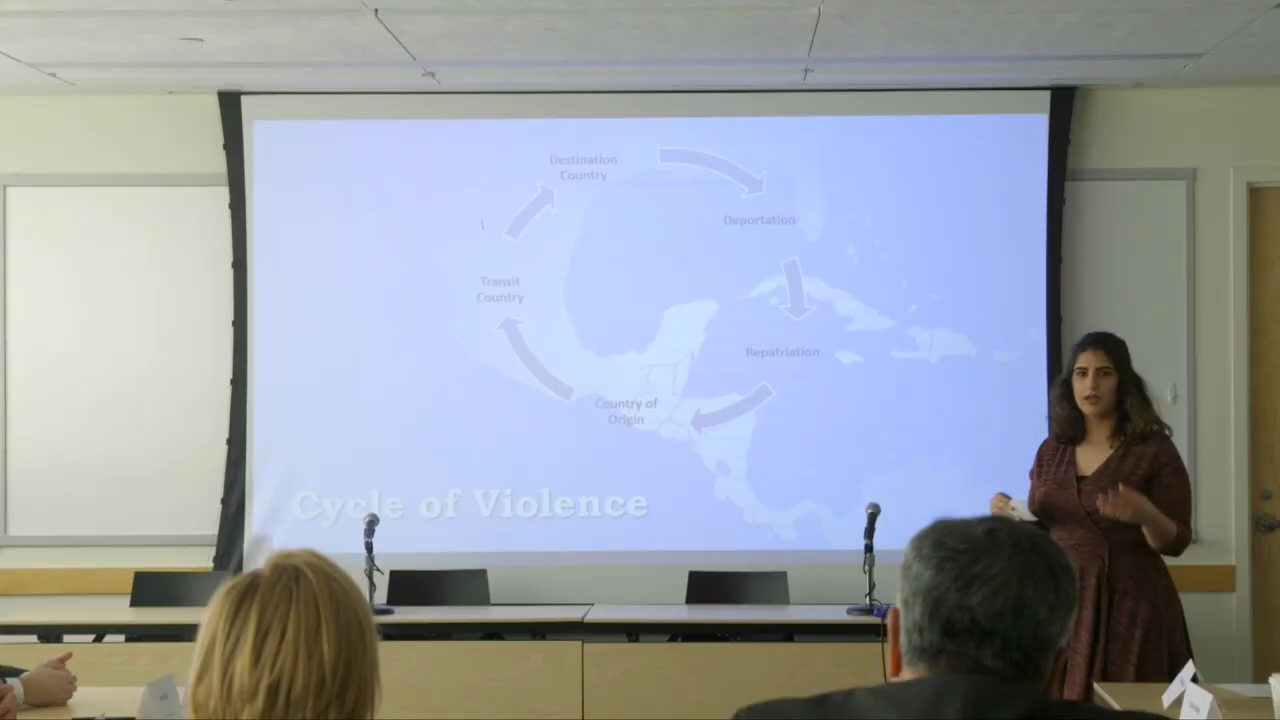 Destination
Country
Deportation
Transit
Country
Repatriation
Country of
Origin
Cycle of Violence